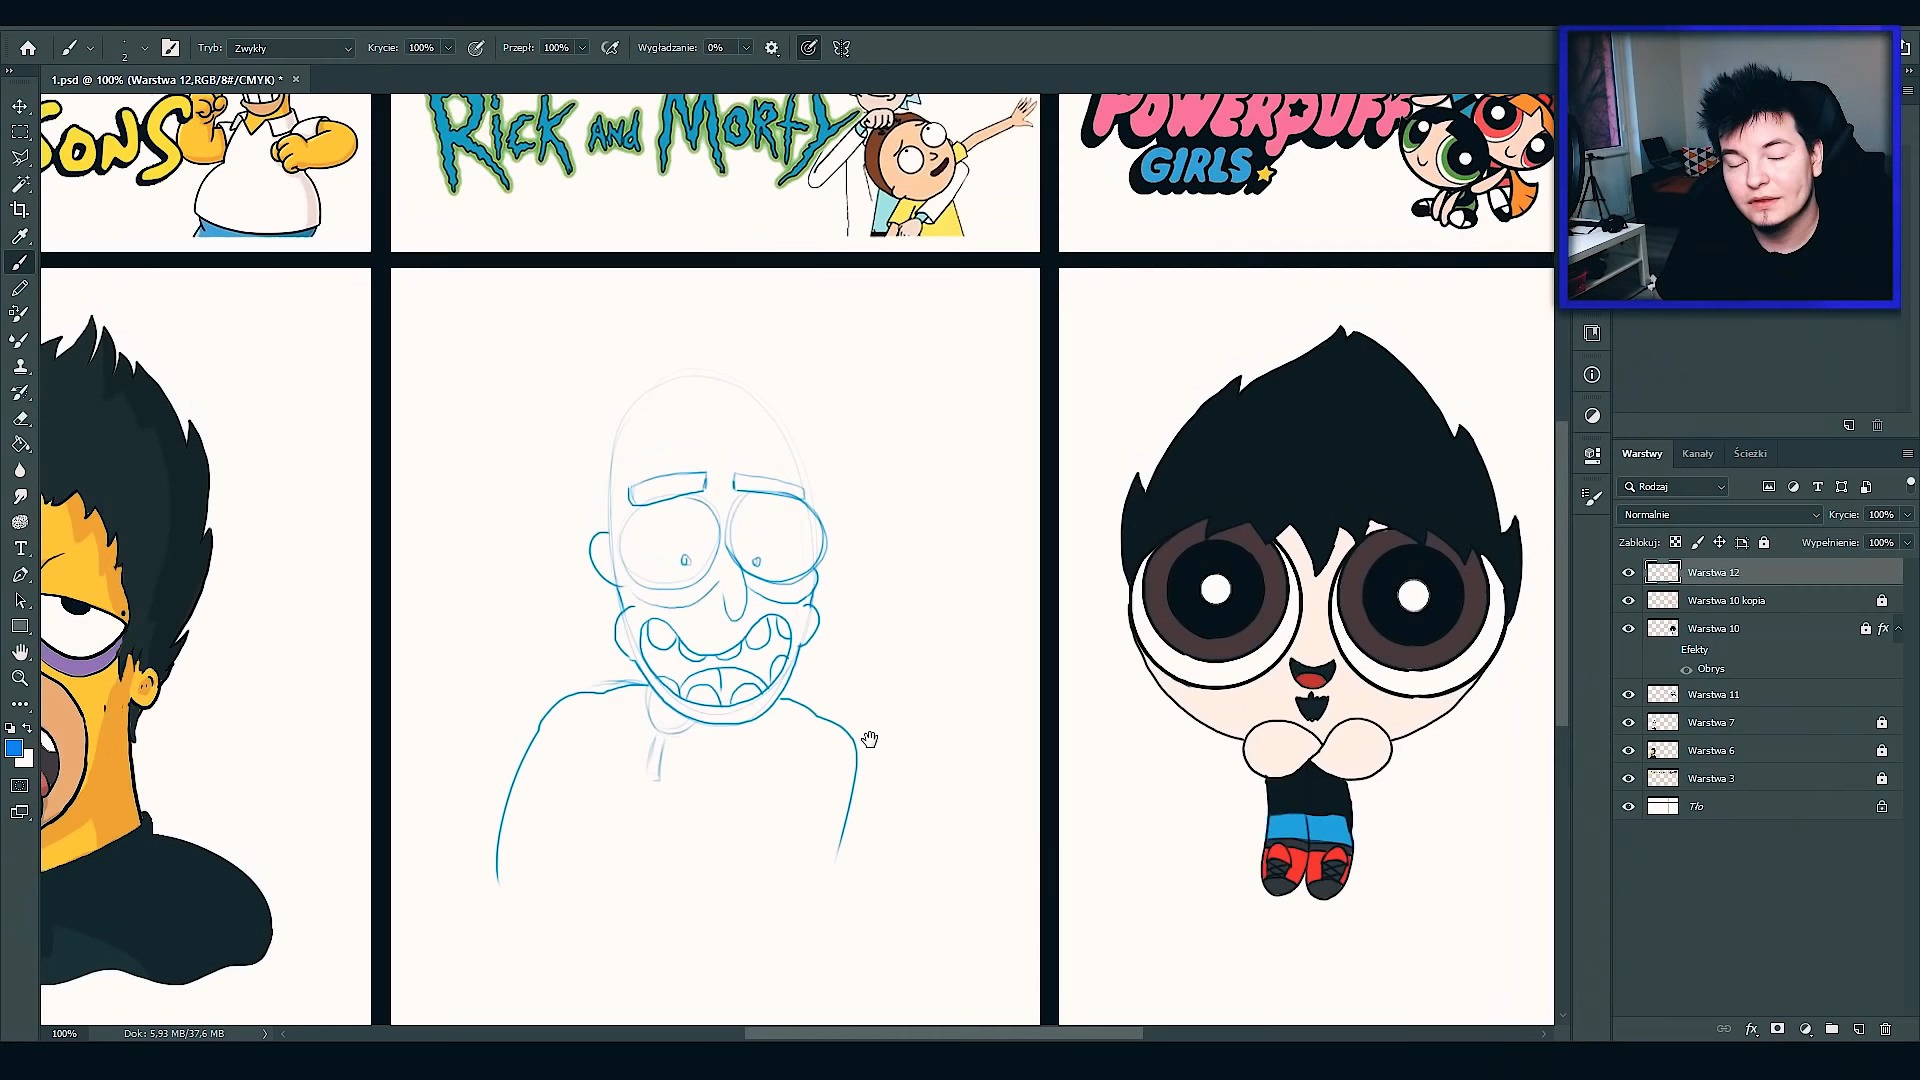 2
Tryb: Zwykły
Krycie: 100%
Przepł: 100%
Wygładzanie: 0%
1.psd @ 100% (Warstwa 12,RGB/8#/CMYK) *
SONS
Rick and Morty
POWERPUFF
GIRLS
Warstwy Kanały Ścieżki
Rodzaj
Normalnie Krycie: 100%
Zablokuj: Wypełnienie: 100%
Warstwa 12
Warstwa 10 kopia
Warstwa 10 fx
Efekty
Obrys
Warstwa 11
Warstwa 7
Warstwa 6
Warstwa 3
Tło
fx
100% Dok: 5,93 MB/37,6 MB